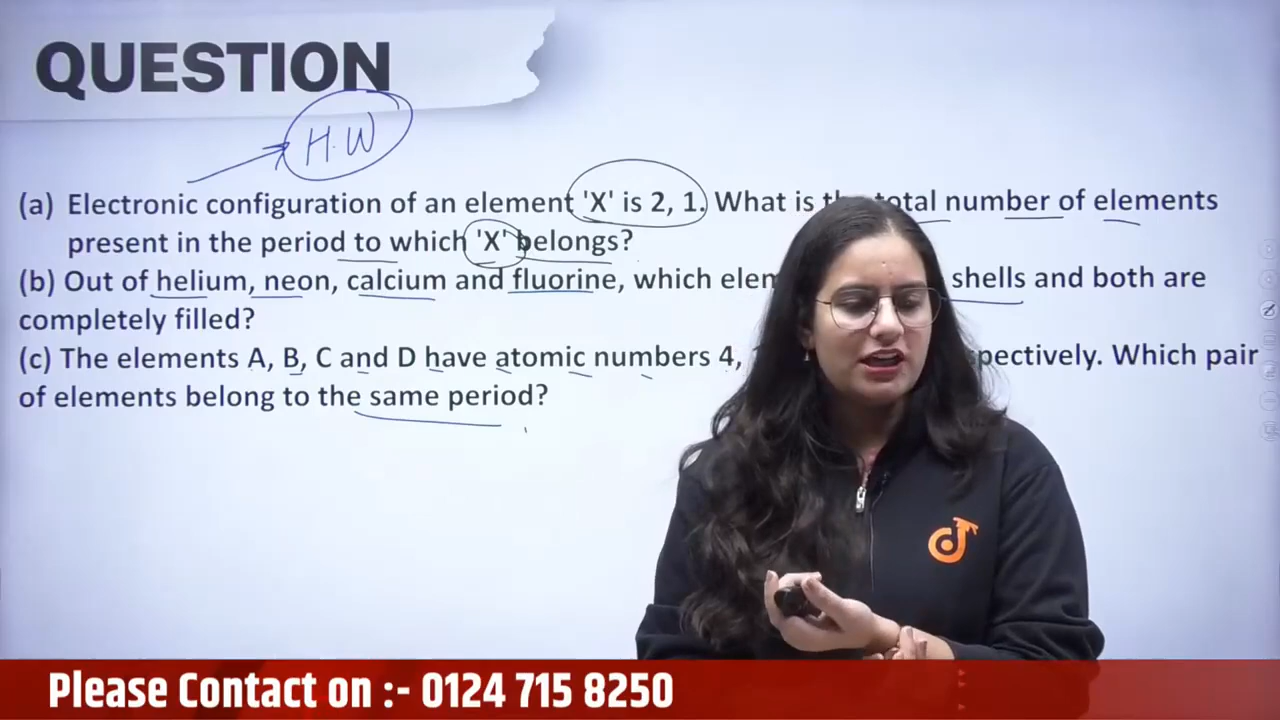 QUESTION
H.W
(a) Electronic configuration of an element 'X' is 2, 1. What is the total number of elements
present in the period to which 'X' belongs?
(b) Out of helium, neon, calcium and fluorine, which shells and both are
completely filled?
(c) The elements A, B, C and D have atomic numbers 4, Which pair
of elements belong to the same period?
Please Contact on :- 0124 715 8250